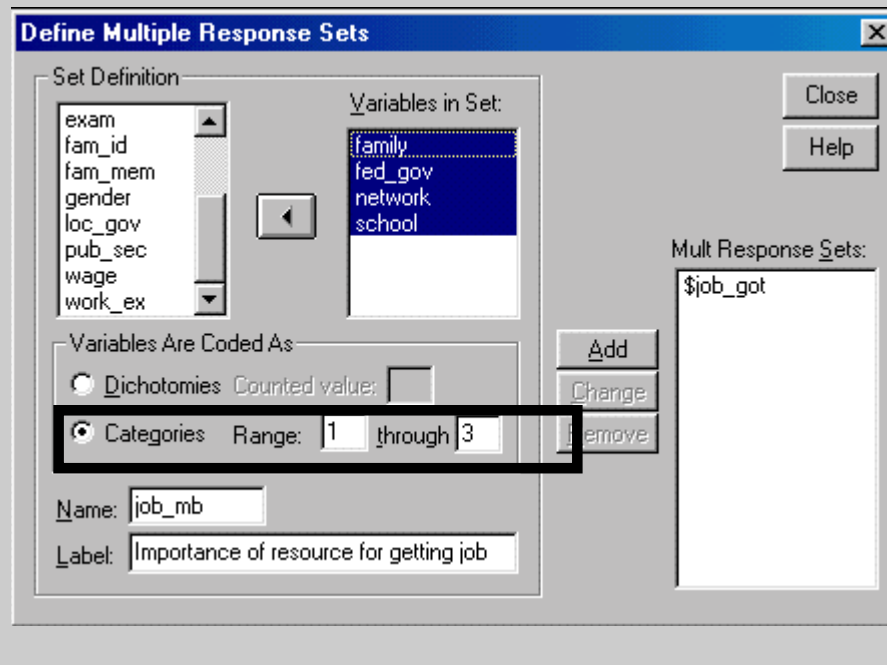 Define Multiple Response Sets
Set Definition
exam
fam_id
fam_mem
gender
loc_gov
pub_sec
wage
work_ex
Variables in Set:
family
fed_gov
network
school
Close
Help
Mult Response Sets:
$job_got
Variables Are Coded As
Dichotomies Counted value:
Categories Range: 1 through 3
Add
Change
emove
Name: job_mb
Label: Importance of resource for getting job